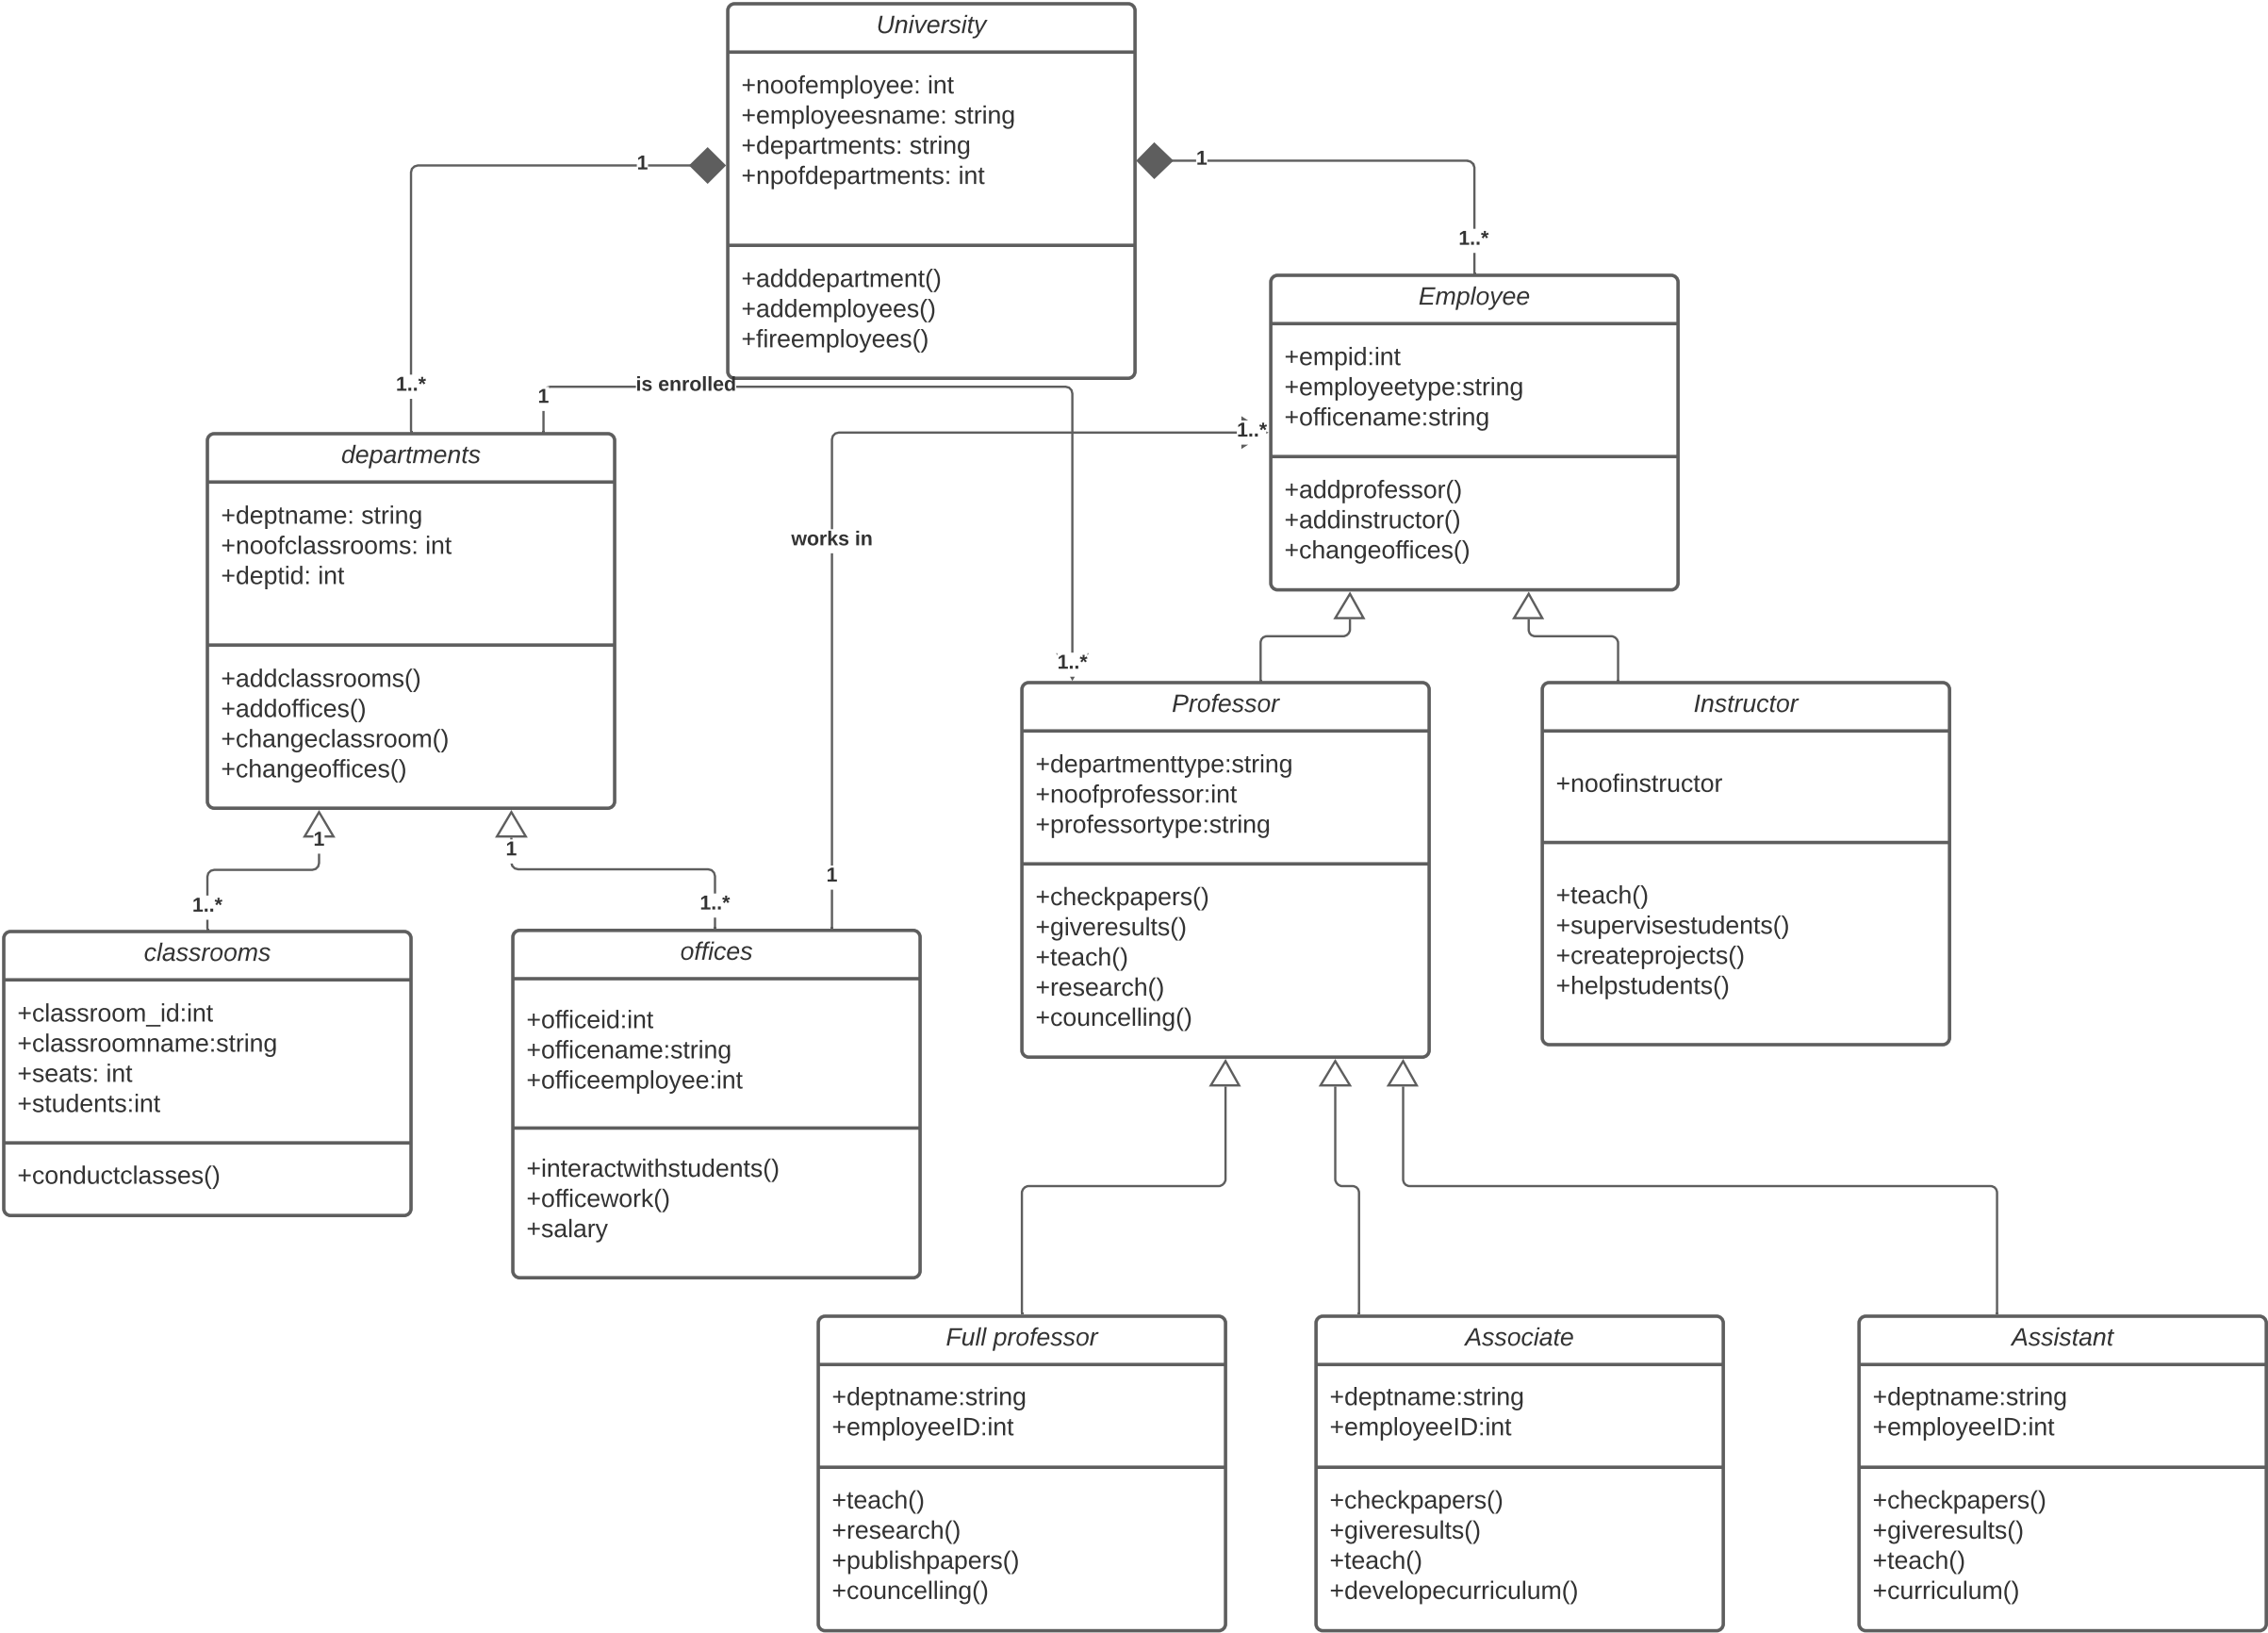 University
+noofemployee: int
+employeesname: string
+departments: string
+npofdepartments: int
+adddepartment()
+addemployees()
+fireemployees()
1
1..*
1
1..*
Employee
+empid:int
+employeetype:string
+officename:string
+addprofessor()
+addinstructor()
+changeoffices()
1
is enrolled
1..*
1..*
works in
1
departments
+deptname: string
+noofclassrooms: int
+deptid: int
+addclassrooms()
+addoffices()
+changeclassroom()
+changeoffices()
1
1..*
1
1..*
Professor
+departmenttype:string
+noofprofessor:int
+professortype:string
+checkpapers()
+giveresults()
+teach()
+research()
+councelling()
Instructor
+noofinstructor
+teach()
+supervisestudents()
+createprojects()
+helpstudents()
classrooms
+classroom_id:int
+classroomname:string
+seats: int
+students:int
+conductclasses()
offices
+officeid:int
+officename:string
+officeemployee:int
+interactwithstudents()
+officework()
+salary
Full professor
+deptname:string
+employeeID:int
+teach()
+research()
+publishpapers()
+councelling()
Associate
+deptname:string
+employeeID:int
+checkpapers()
+giveresults()
+teach()
+developecurriculum()
Assistant
+deptname:string
+employeeID:int
+checkpapers()
+giveresults()
+teach()
+curriculum()